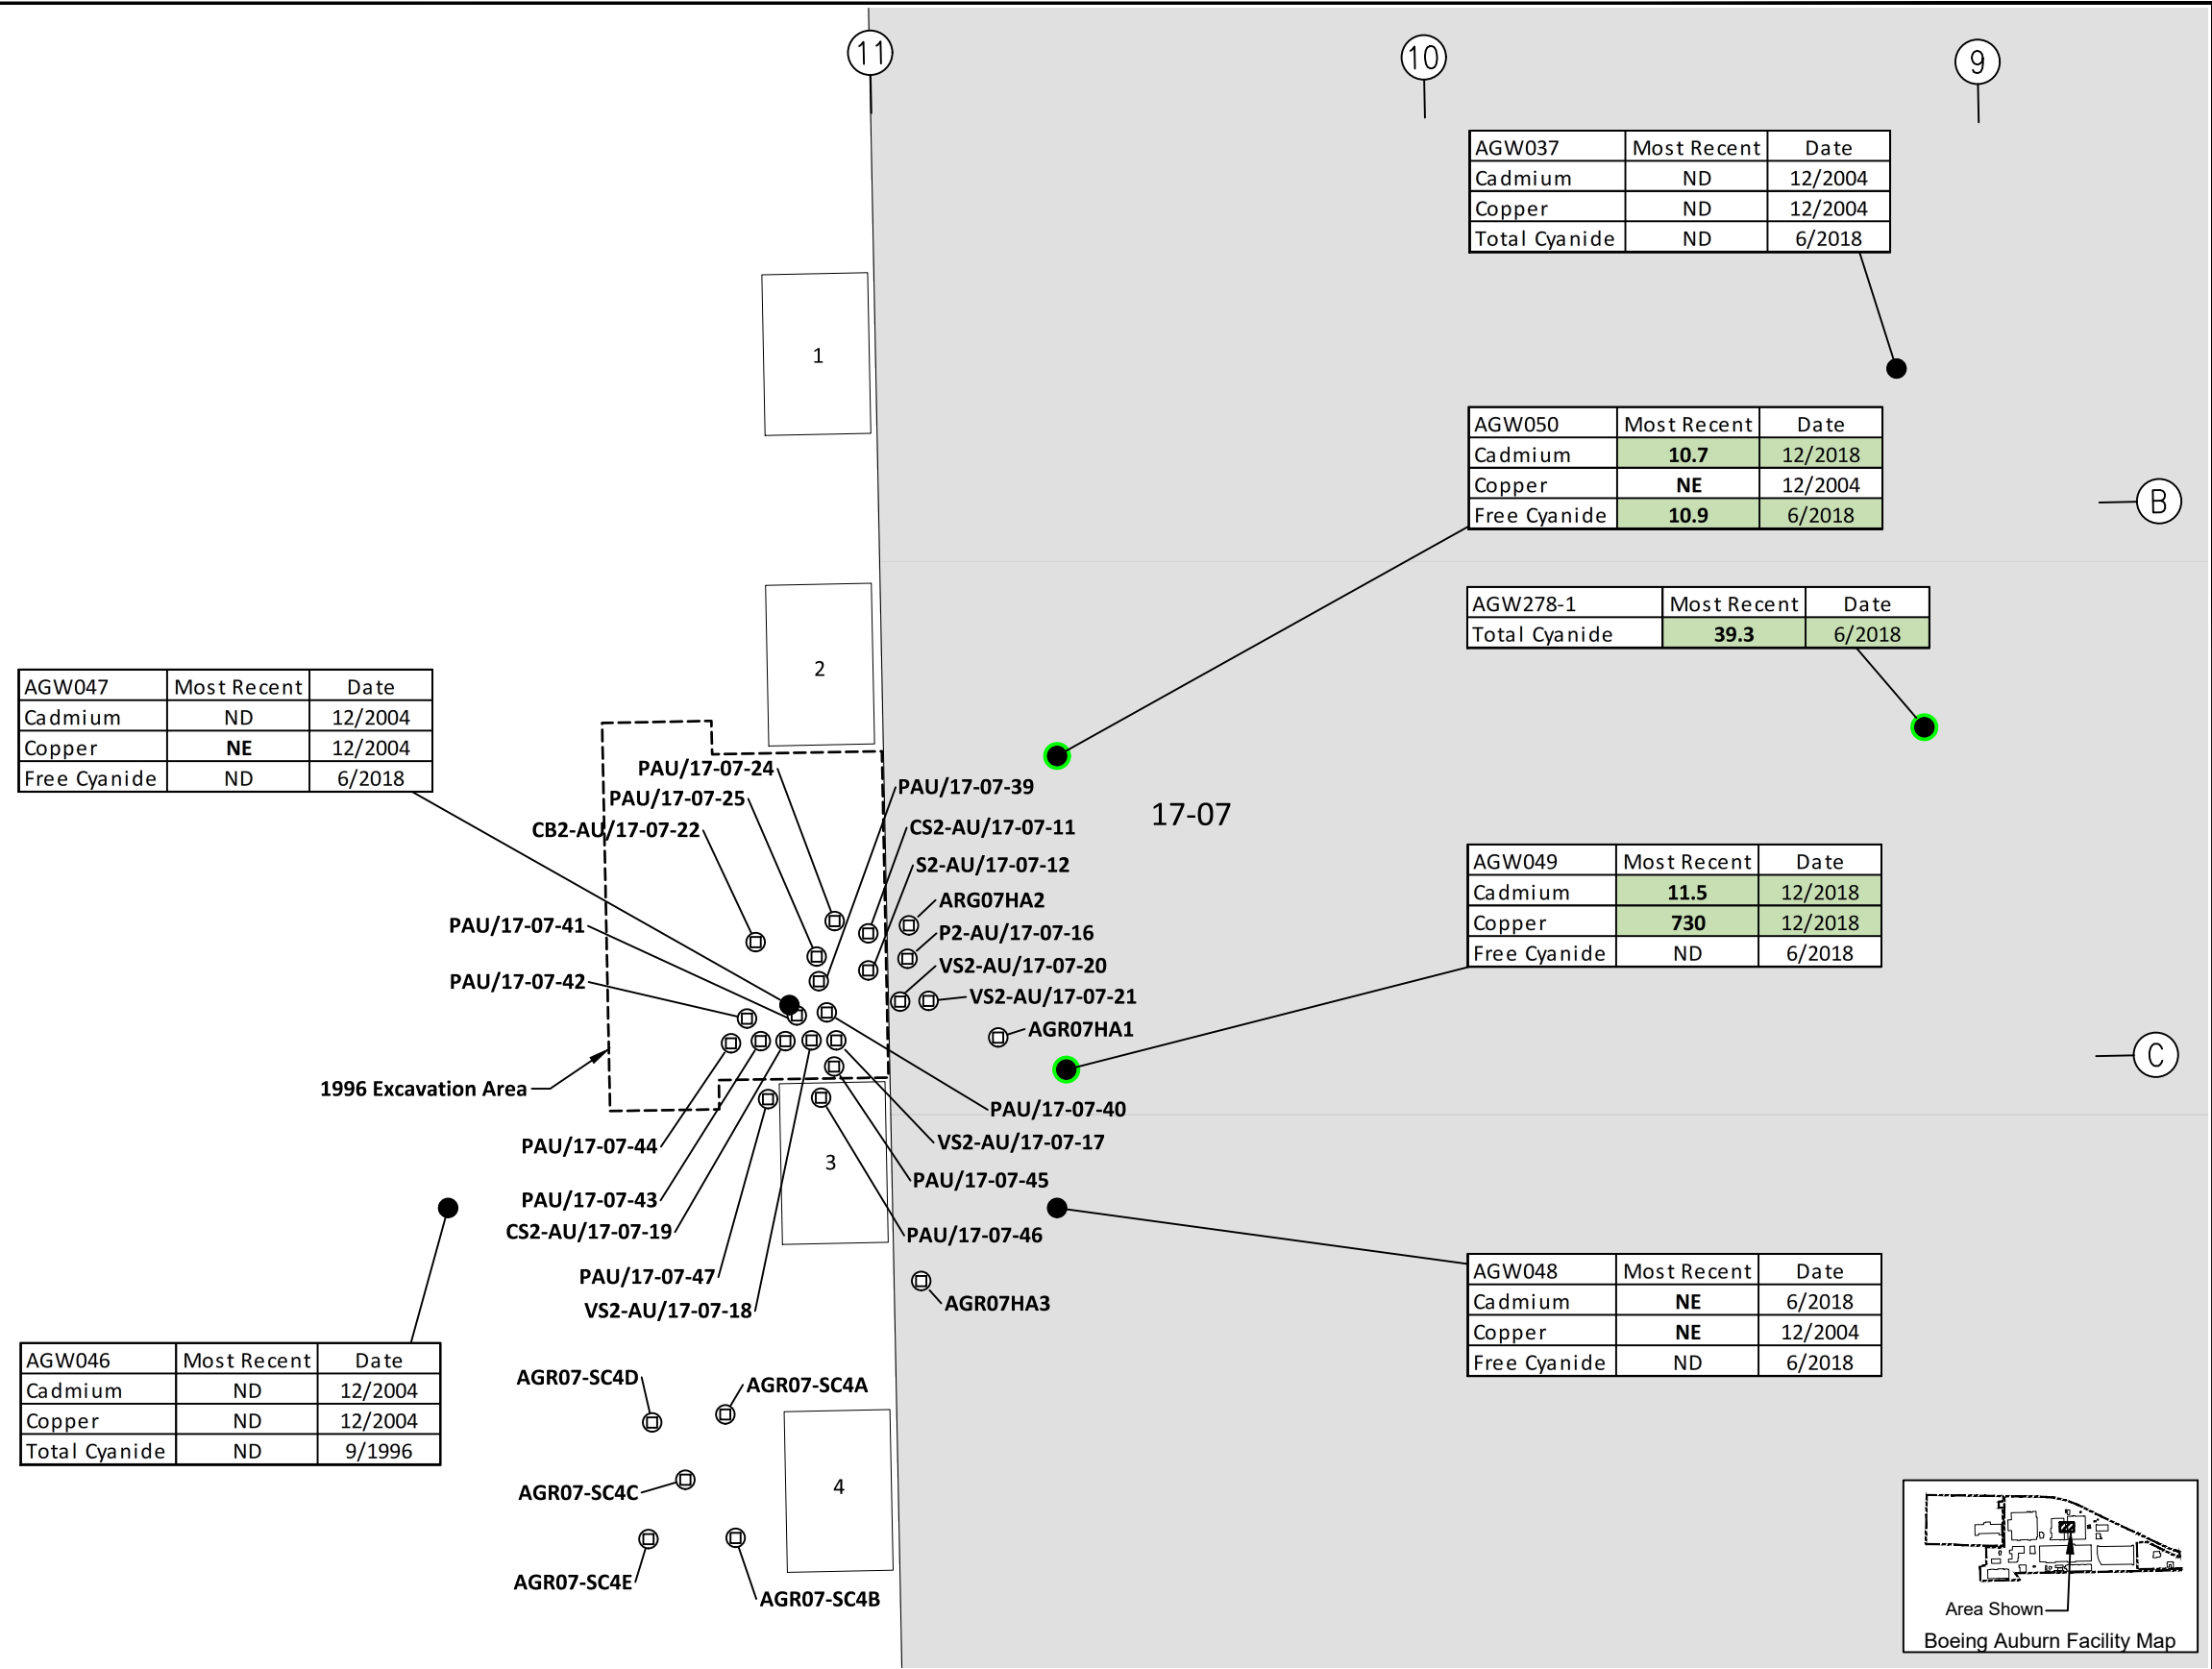 11
10
9
AGW037 Most Recent Date
Cadmium ND 12/2004
Copper ND 12/2004
Total Cyanide ND 6/2018
1
AGW050 Most Recent Date
Cadmium 10.7 12/2018
Copper NE 12/2004
Free Cyanide 10.9 6/2018
B
AGW278-1 Most Recent Date
Total Cyanide 39.3 6/2018
2
AGW047 Most Recent Date
Cadmium ND 12/2004
Copper NE 12/2004
Free Cyanide ND 6/2018
PAU/17-07-24
PAU/17-07-25
CB2-AU/17-07-22
PAU/17-07-39
CS2-AU/17-07-11
S2-AU/17-07-12
17-07
ARG07HA2
P2-AU/17-07-16
VS2-AU/17-07-20
VS2-AU/17-07-21
AGR07HA1
PAU/17-07-41
PAU/17-07-42
AGW049 Most Recent Date
Cadmium 11.5 12/2018
Copper 730 12/2018
Free Cyanide ND 6/2018
C
1996 Excavation Area
PAU/17-07-40
VS2-AU/17-07-17
PAU/17-07-45
PAU/17-07-46
3
PAU/17-07-44
PAU/17-07-43
CS2-AU/17-07-19
PAU/17-07-47
VS2-AU/17-07-18
AGR07HA3
AGW048 Most Recent Date
Cadmium NE 6/2018
Copper NE 12/2004
Free Cyanide ND 6/2018
AGW046 Most Recent Date
Cadmium ND 12/2004
Copper ND 12/2004
Total Cyanide ND 9/1996
AGR07-SC4D
AGR07-SC4A
AGR07-SC4C
4
AGR07-SC4E
AGR07-SC4B
Area Shown
Boeing Auburn Facility Map